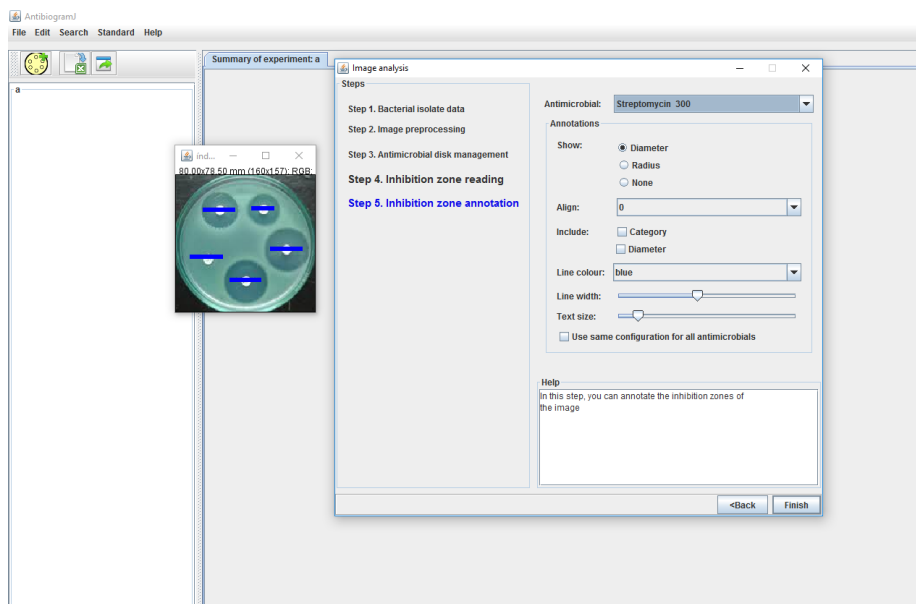 AntibiogramJ
File Edit Search Standard Help
Summary of experiment: a
a
ind...
80.00x78.50 mm (160x157); RGB;
Image analysis
Steps
Step 1. Bacterial isolate data
Step 2. Image preprocessing
Step 3. Antimicrobial disk management
Step 4. Inhibition zone reading
Step 5. Inhibition zone annotation
Antimicrobial: Streptomycin 300
Annotations
Show: Diameter
Radius
None
Align: 0
Include: Category
Diameter
Line colour: blue
Line width:
Text size:
Use same configuration for all antimicrobials
Help
In this step, you can annotate the inhibition zones of
the image
<Back Finish